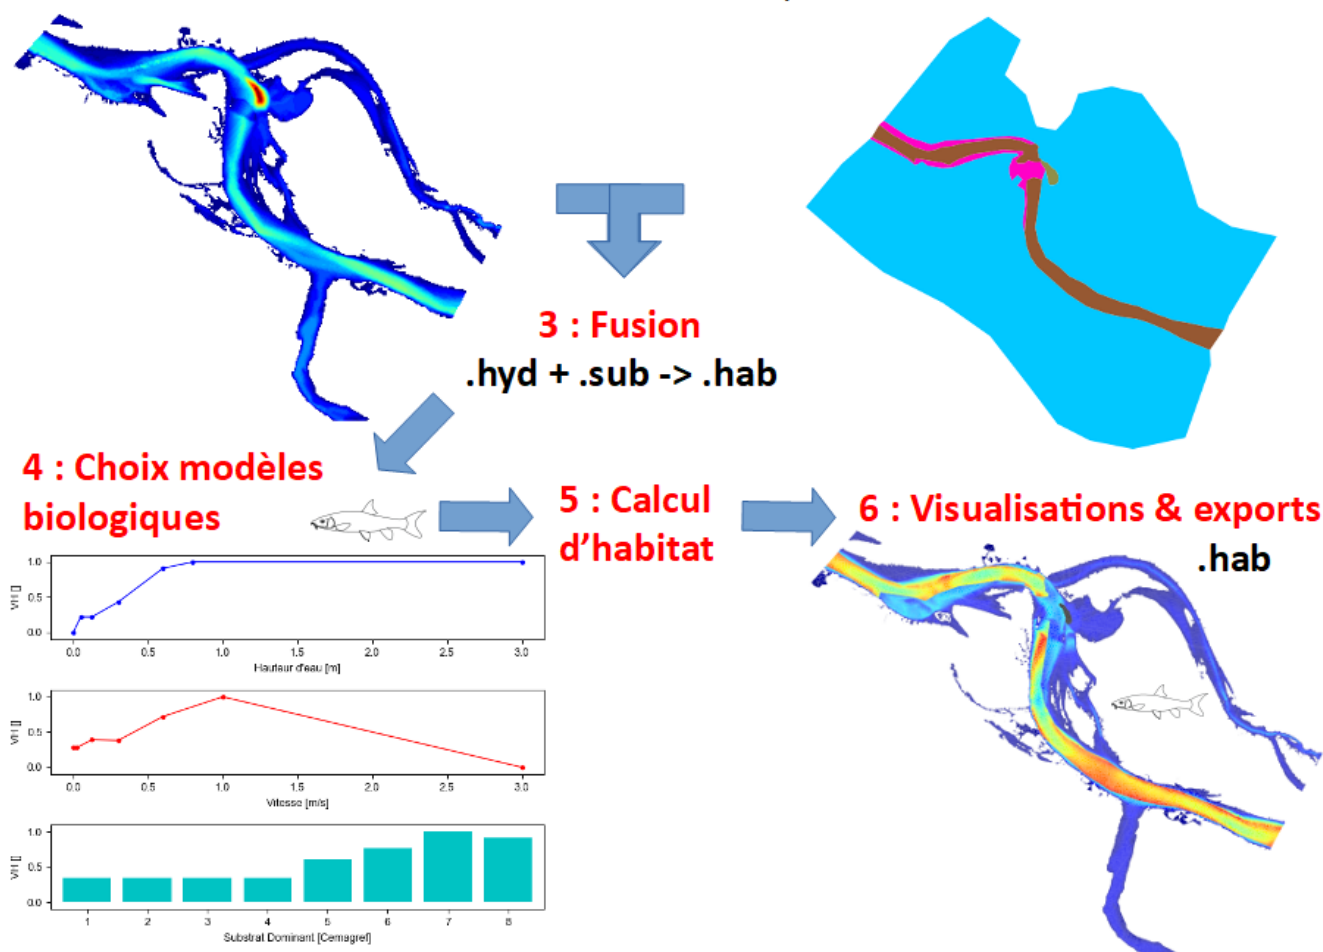 3 : Fusion
.hyd + .sub -> .hab
4 : Choix modèles
biologiques
5 : Calcul
d'habitat
6 : Visualisations & exports
.hab
VH []
1.0
0.5
0.0
0.0 0.5 1.0 1.5 2.0 2.5 3.0
Hauteur d'eau [m]
VH []
1.0
0.5
0.0
0.0 0.5 1.0 1.5 2.0 2.5 3.0
Vitesse [m/s]
VH []
1.0
0.5
0.0
1 2 3 4 5 6 7 8
Substrat Dominant [Cemagref]